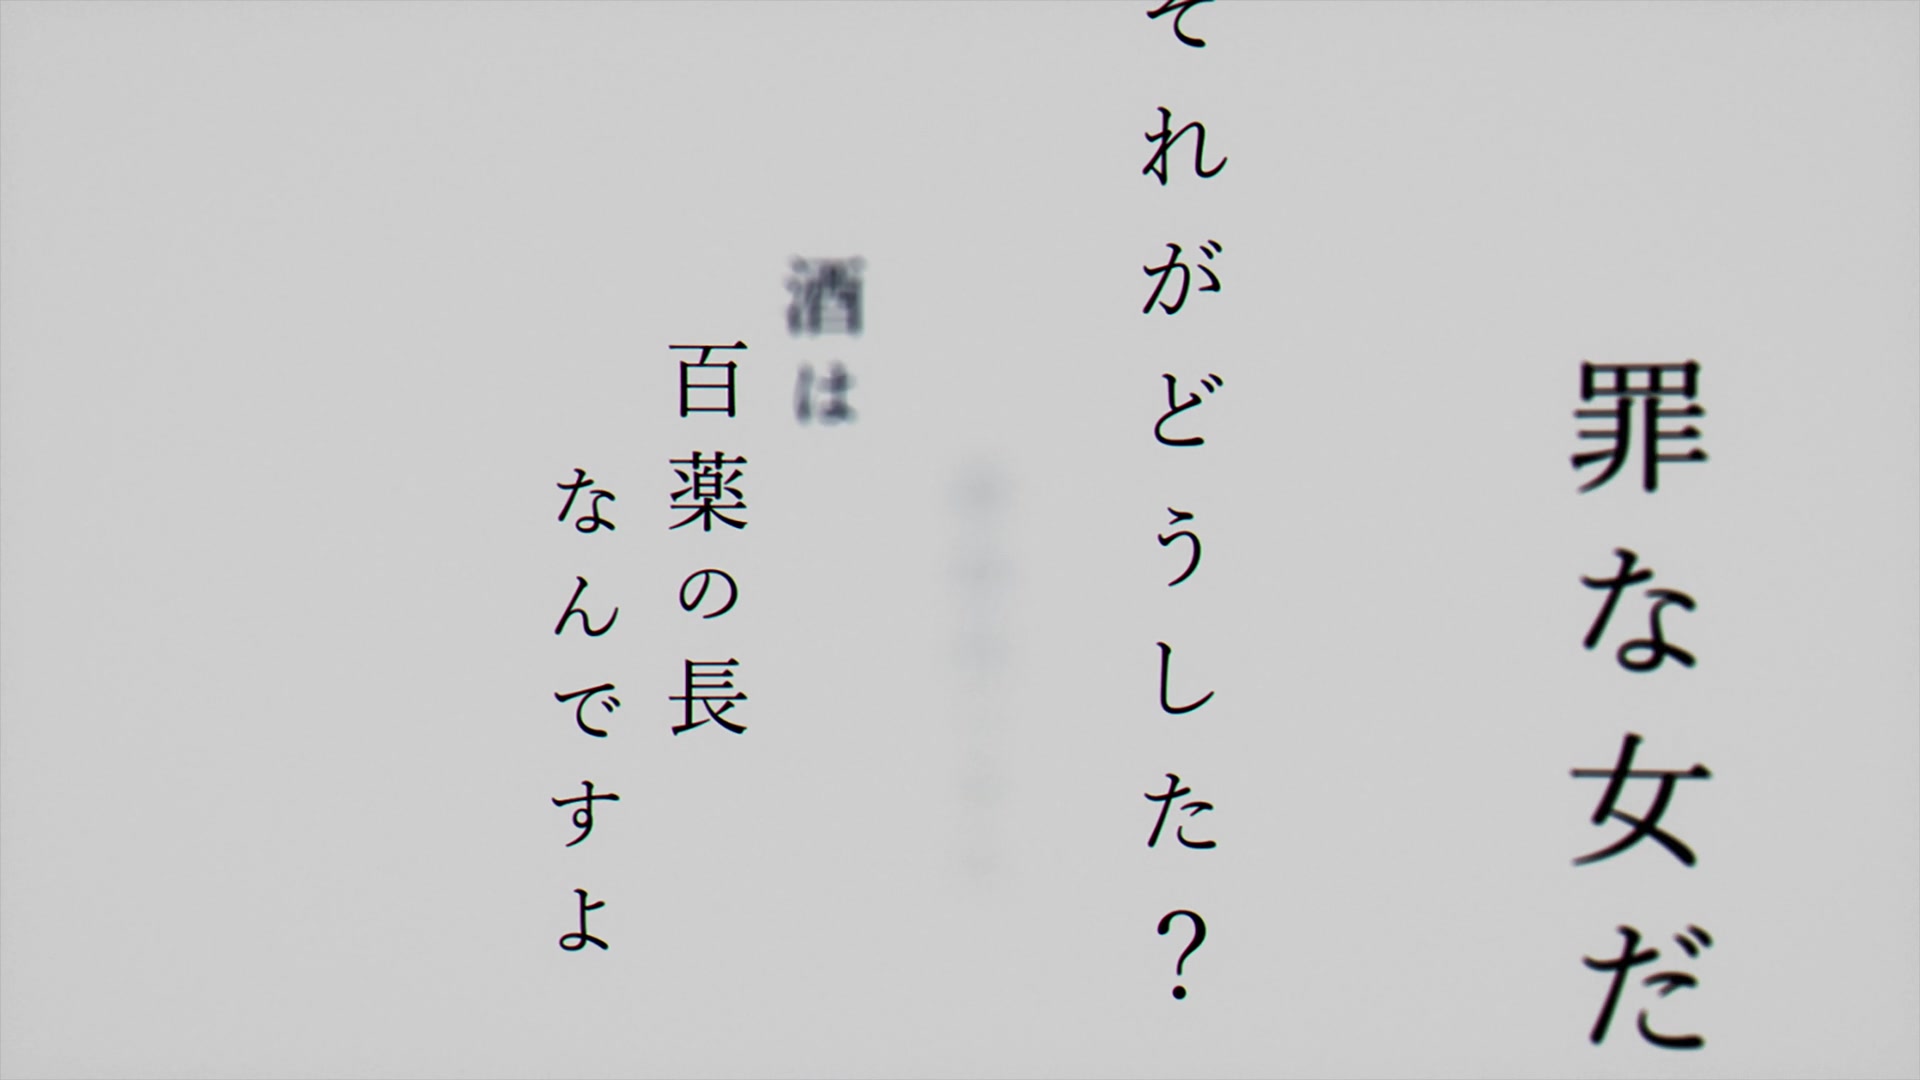 罪な女だ
それがどうした？
酒は
百薬の長
なんですよ